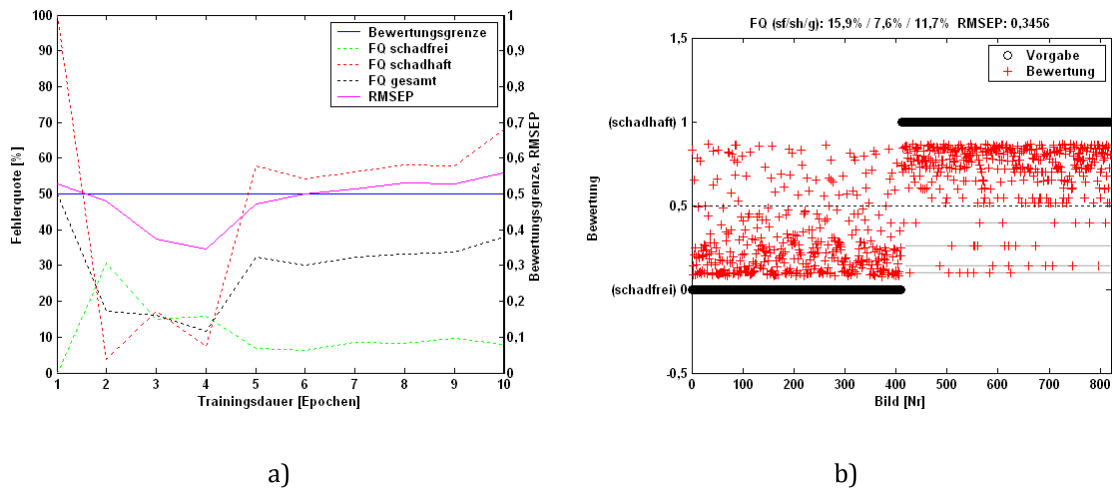 Fehlerquote [%]
100
90
80
70
60
50
40
30
20
10
0
Bewertungsgrenze
FQ schadfrei
FQ schadhaft
FQ gesamt
RMSEP
1
0,9
0,8
0,7
0,6
0,5
0,4
0,3
0,2
0,1
0
Bewertungsgrenze, RMSEP
1 2 3 4 5 6 7 8 9 10
Trainingsdauer [Epochen]
a)
FQ (sf/sh/g): 15,9% / 7,6% / 11,7% RMSEP: 0,3456
Bewertung
1,5
(schadhaft) 1
0,5
(schadfrei) 0
-0,5
Vorgabe
Bewertung
0 100 200 300 400 500 600 700 800
Bild [Nr]
b)